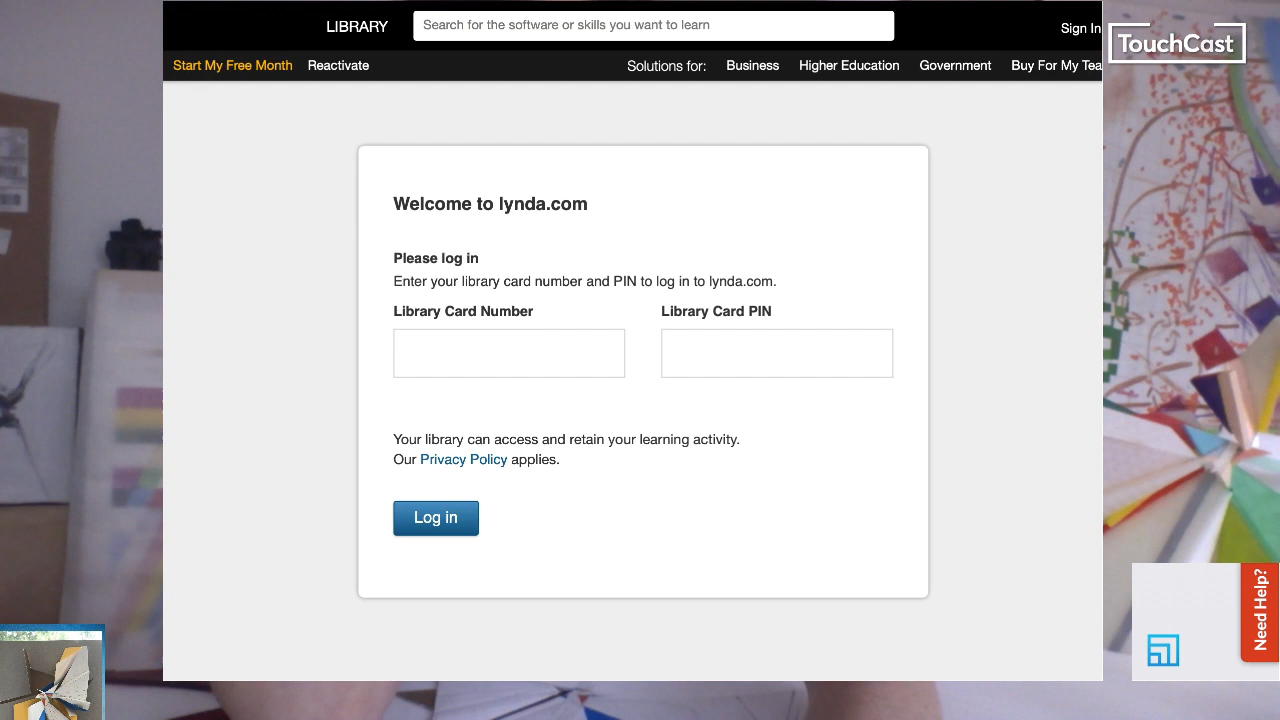 LIBRARY
Search for the software or skills you want to learn
Sign In
TouchCast
Start My Free Month
Reactivate
Solutions for:
Business
Higher Education
Government
Buy For My Tea
Welcome to lynda.com
Please log in
Enter your library card number and PIN to log in to lynda.com.
Library Card Number
Library Card PIN
Your library can access and retain your learning activity.
Our Privacy Policy applies.
Log in
Need Help?